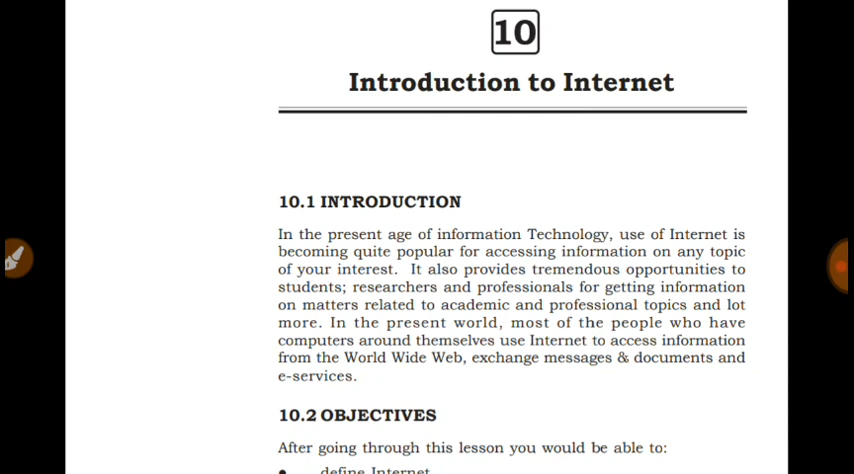 10
Introduction to Internet
10.1 INTRODUCTION
In the present age of information Technology, use of Internet is
becoming quite popular for accessing information on any topic
of your interest. It also provides tremendous opportunities to
students; researchers and professionals for getting information
on matters related to academic and professional topics and lot
more. In the present world, most of the people who have
computers around themselves use Internet to access information
from the World Wide Web, exchange messages & documents and
e-services.
10.2 OBJECTIVES
After going through this lesson you would be able to:
● define Internet